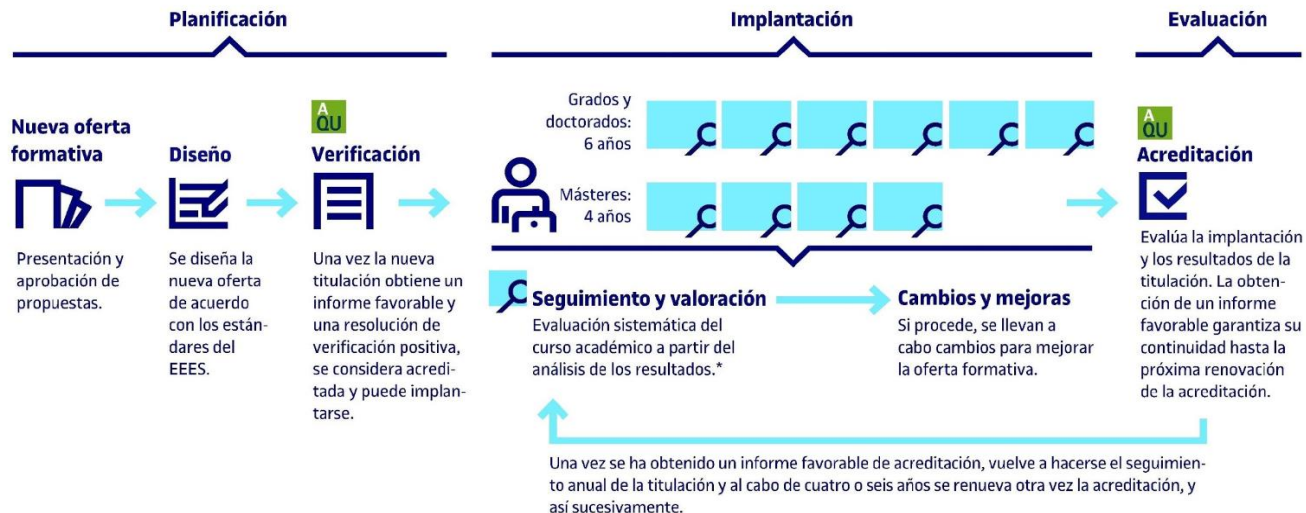 Planificación
Implantación
Evaluación
A
QU
Nueva oferta
formativa
Presentación y
aprobación de
propuestas.
Diseño
Se diseña la
nueva oferta
de acuerdo
con los están-
dares del
EEES.
Verificación
Una vez la nueva
titulación obtiene un
informe favorable y
una resolución de
verificación positiva,
se considera acredi-
tada y puede implan-
tarse.
Grados y
doctorados:
6 años
Másteres:
4 años
Seguimiento y valoración
Evaluación sistemática del
curso académico a partir del
análisis de los resultados.*
Cambios y mejoras
Si procede, se llevan a
cabo cambios para mejorar
la oferta formativa.
A
QU
Acreditación
Evalúa la implantación
y los resultados de la
titulación. La obten-
ción de un informe
favorable garantiza su
continuidad hasta la
próxima renovación
de la acreditación.
Una vez se ha obtenido un informe favorable de acreditación, vuelve a hacerse el seguimien-
to anual de la titulación y al cabo de cuatro o seis años se renueva otra vez la acreditación, y
así sucesivamente.